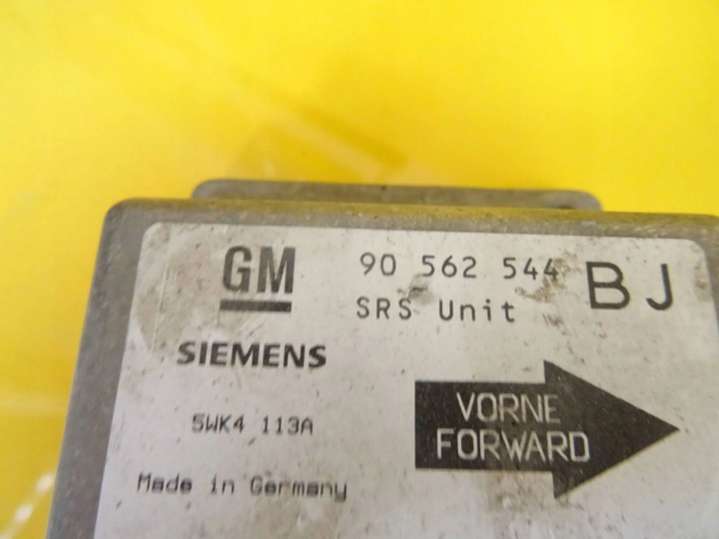 GM 90 562 544 BJ
SRS Unit
SIEMENS
5WK4 113A
Made in Germany
VORNE
FORWARD